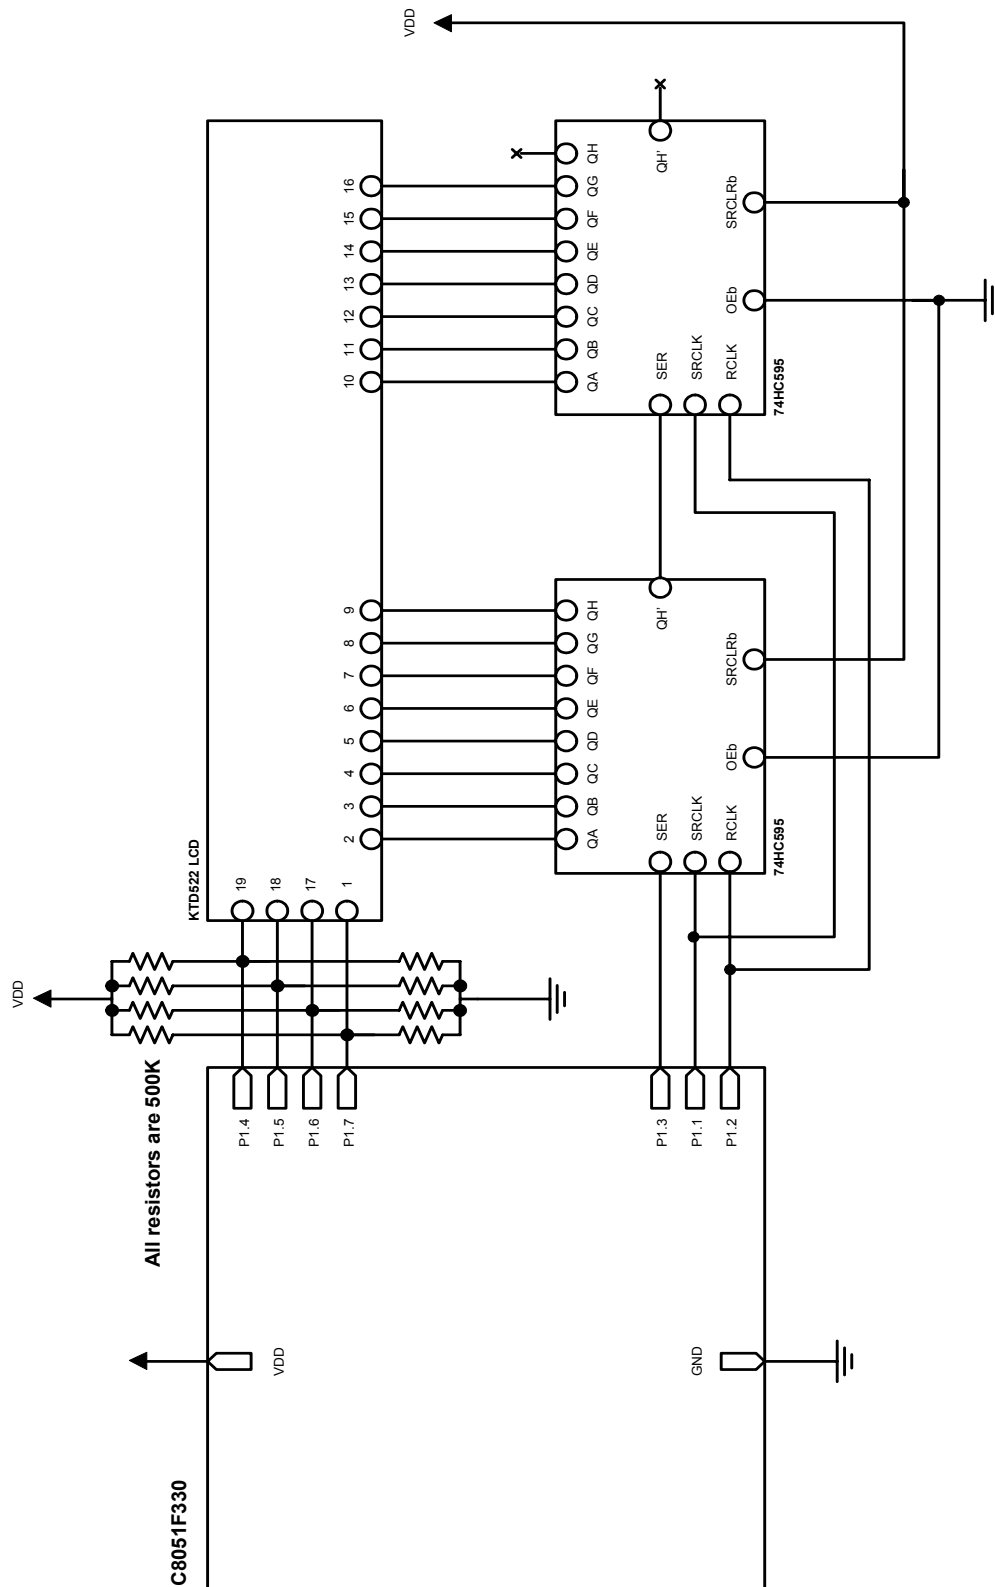 C8051F330
VDD
GND
All resistors are 500K
P1.4
P1.5
P1.6
P1.7
P1.3
P1.1
P1.2
VDD
KTD522 LCD
19
18
17
1
2
3
4
5
6
7
8
9
10
11
12
13
14
15
16
74HC595
SER
SRCLK
RCLK
QA
QB
QC
QD
QE
QF
QG
QH
QH'
OEb
SRCLRb
74HC595
SER
SRCLK
RCLK
QA
QB
QC
QD
QE
QF
QG
QH
QH'
OEb
SRCLRb
VDD